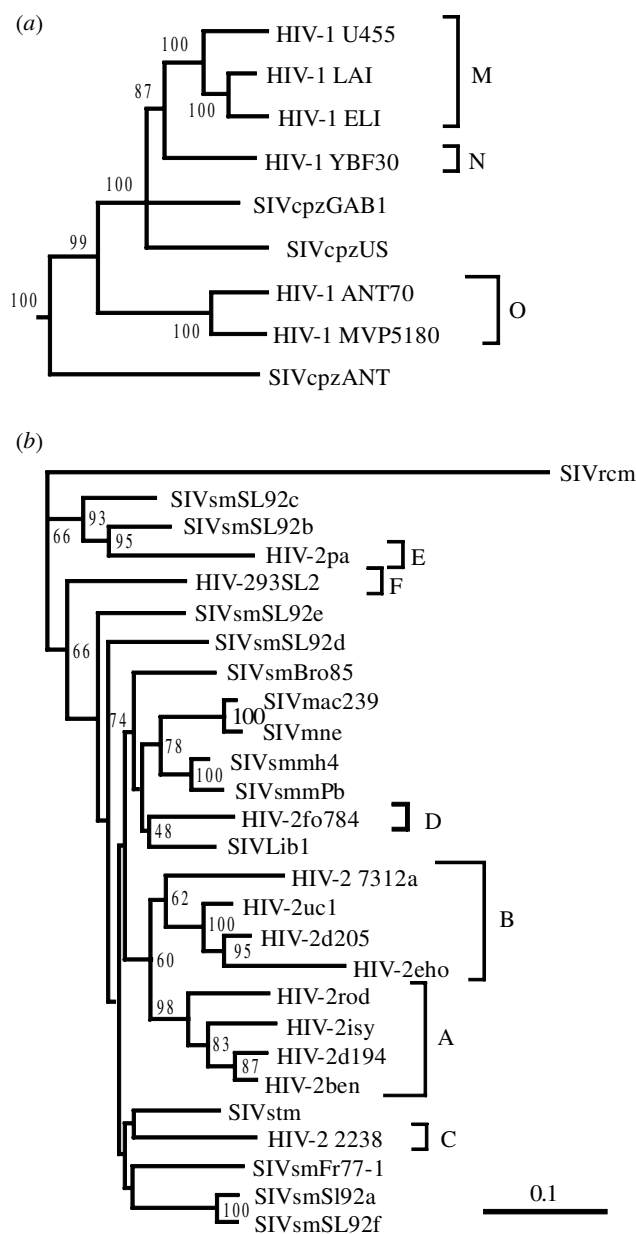 (a)
HIV-1 U455
100
HIV-1 LAI
M
87
100
HIV-1 ELI
HIV-1 YBF30
N
100
SIVcpzGAB1
99
SIVcpzUS
HIV-1 ANT70
100
O
100
HIV-1 MVP5180
SIVcpzANT
(b)
SIVrcm
SIVsmSL92c
93
SIVsmSL92b
66
95
HIV-2pa
E
HIV-293SL2
F
SIVsmSL92e
66
SIVsmSL92d
SIVsmBro85
SIVmac239
74
100
SIVmne
78
SIVsmmh4
100
SIVsmmPb
HIV-2fo784
D
48
SIVLib1
HIV-2 7312a
62
HIV-2uc1
B
100
HIV-2d205
95
60
HIV-2eho
HIV-2rod
98
HIV-2isy
A
83
HIV-2d194
87
HIV-2ben
SIVstm
HIV-2 2238
C
SIVsmFr77-1
SIVsmSl92a
0.1
100
SIVsmSL92f